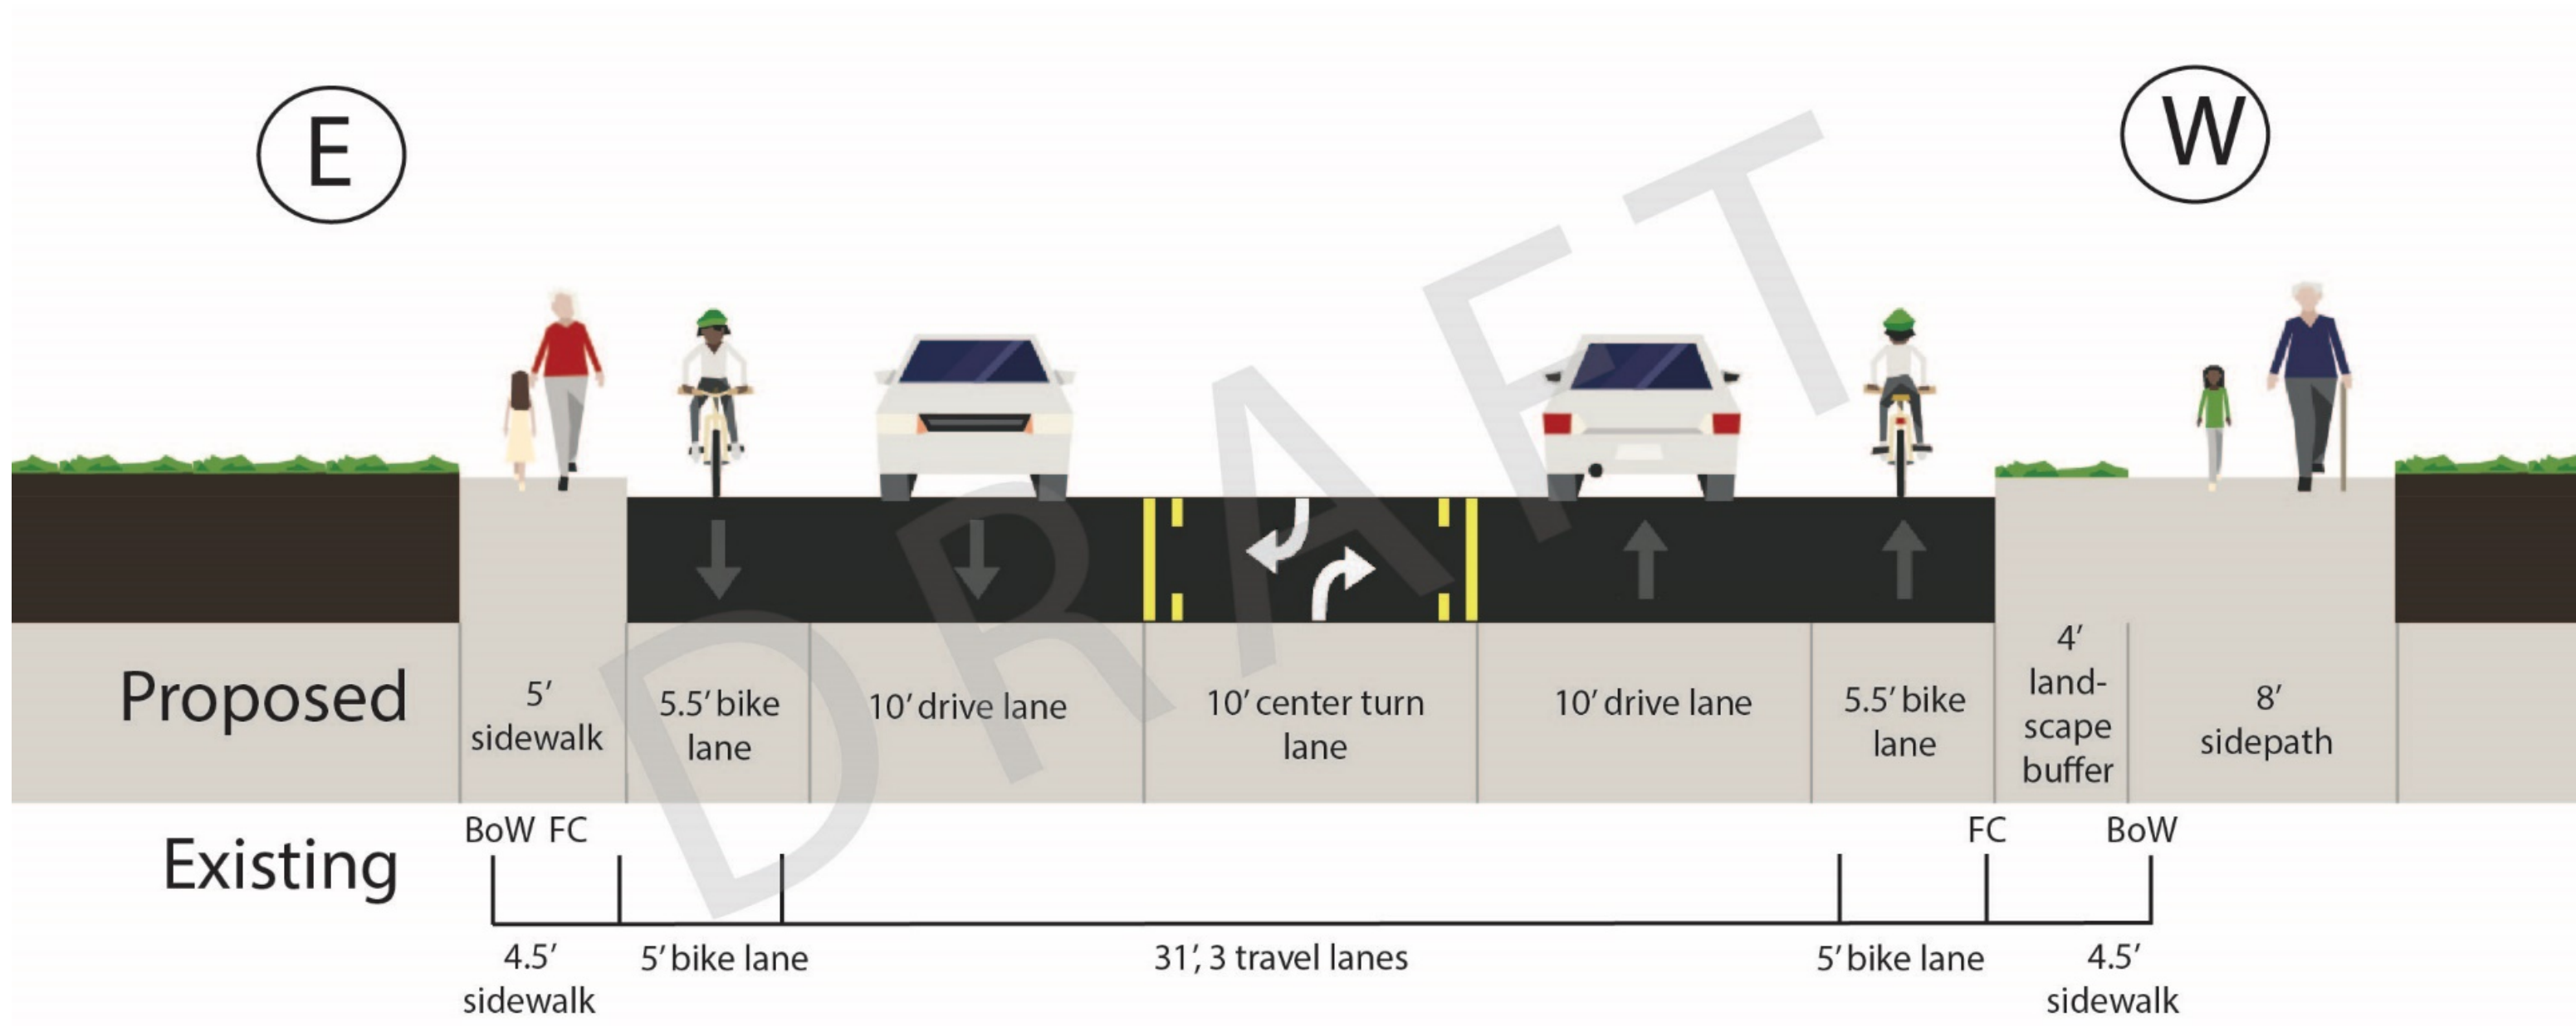 E
W
DRAFT
Proposed
5’
sidewalk
5.5’ bike
lane
10’ drive lane
10’ center turn
lane
10’ drive lane
5.5’ bike
lane
4’
land-
scape
buffer
8’
sidepath
Existing
BoW FC
FC
BoW
4.5’
sidewalk
5’ bike lane
31’, 3 travel lanes
5’ bike lane
4.5’
sidewalk